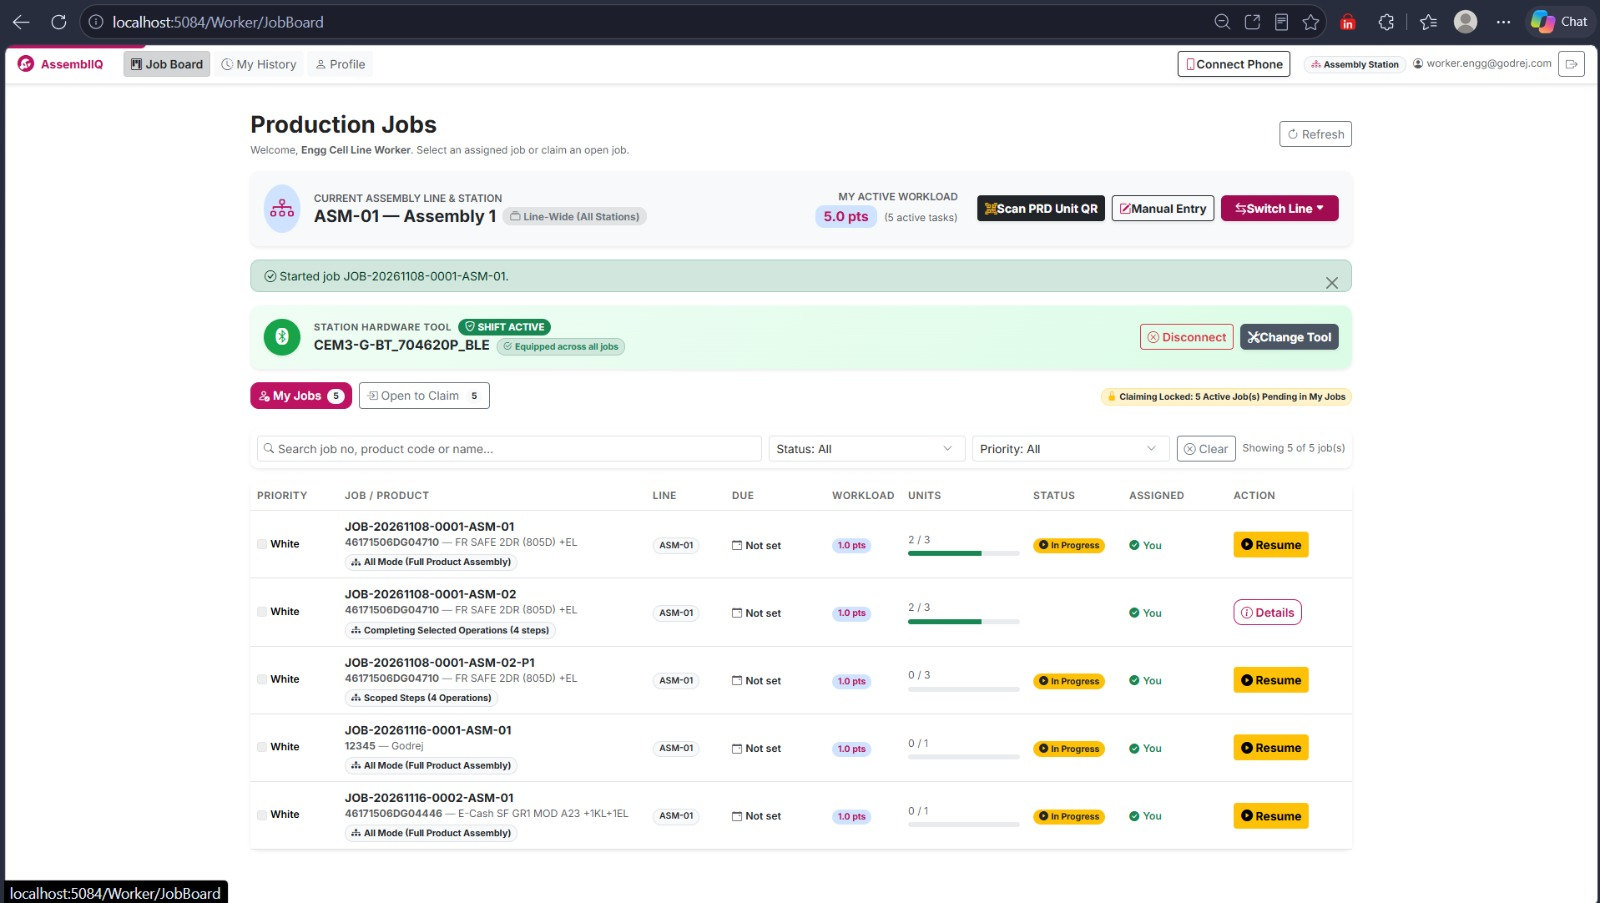 localhost:5084/Worker/JobBoard
Chat
AssemblIQ
Job Board
My History
Profile
Connect Phone
Assembly Station
worker.engg@godrej.com
Production Jobs
Refresh
Welcome, Engg Cell Line Worker. Select an assigned job or claim an open job.
CURRENT ASSEMBLY LINE & STATION
ASM-01 — Assembly 1
Line-Wide (All Stations)
MY ACTIVE WORKLOAD
5.0 pts (5 active tasks)
Scan PRD Unit QR
Manual Entry
Switch Line
Started job JOB-20261108-0001-ASM-01.
STATION HARDWARE TOOL
SHIFT ACTIVE
CEM3-G-BT_704620P_BLE
Equipped across all jobs
Disconnect
Change Tool
My Jobs 5
Open to Claim 5
Claiming Locked: 5 Active Job(s) Pending in My Jobs
Search job no, product code or name...
Status: All
Priority: All
Clear
Showing 5 of 5 job(s)
PRIORITY JOB / PRODUCT LINE DUE WORKLOAD UNITS STATUS ASSIGNED ACTION
JOB-20261108-0001-ASM-01
White 46171506DG04710 — FR SAFE 2DR (805D) +EL ASM-01 Not set 1.0 pts 2 / 3 In Progress You Resume
All Mode (Full Product Assembly)
JOB-20261108-0001-ASM-02
White 46171506DG04710 — FR SAFE 2DR (805D) +EL ASM-01 Not set 1.0 pts 2 / 3 You Details
Completing Selected Operations (4 steps)
JOB-20261108-0001-ASM-02-P1
White 46171506DG04710 — FR SAFE 2DR (805D) +EL ASM-01 Not set 1.0 pts 0 / 3 In Progress You Resume
Scoped Steps (4 Operations)
JOB-20261116-0001-ASM-01
White 12345 — Godrej ASM-01 Not set 1.0 pts 0 / 1 In Progress You Resume
All Mode (Full Product Assembly)
JOB-20261116-0002-ASM-01
White 46171506DG04446 — E-Cash SF GR1 MOD A23 +1KL+1EL ASM-01 Not set 1.0 pts 0 / 1 In Progress You Resume
All Mode (Full Product Assembly)
localhost:5084/Worker/JobBoard